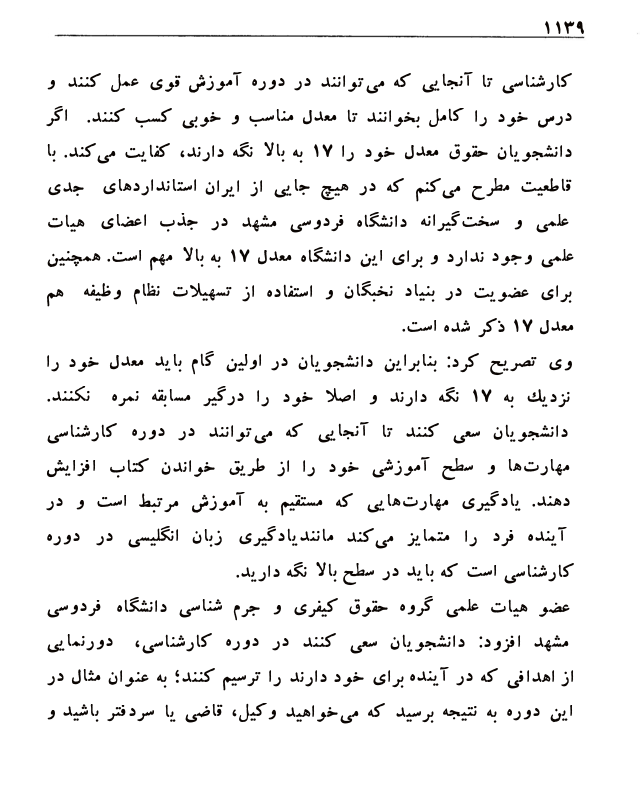 ۱۱۳۹
کارشناسی تا آنجایی که می‌توانند در دوره آموزش قوی عمل کنند و
درس خود را کامل بخوانند تا معدل مناسب و خوبی کسب کنند. اگر
دانشجویان حقوق معدل خود را ۱۷ به بالا نگه دارند، کفایت می‌کند. با
قاطعیت مطرح می‌کنم که در هیچ جایی از ایران استانداردهای جدی
علمی و سخت‌گیرانه دانشگاه فردوسی مشهد در جذب اعضای هیات
علمی وجود ندارد و برای این دانشگاه معدل ۱۷ به بالا مهم است. همچنین
برای عضویت در بنیاد نخبگان و استفاده از تسهیلات نظام وظیفه هم
معدل ۱۷ ذکر شده است.
وی تصریح کرد: بنابراین دانشجویان در اولین گام باید معدل خود را
نزدیك به ۱۷ نگه دارند و اصلا خود را درگیر مسابقه نمره نکنند.
دانشجویان سعی کنند تا آنجایی که می‌توانند در دوره کارشناسی
مهارت‌ها و سطح آموزشی خود را از طریق خواندن کتاب افزایش
دهند. یادگیری مهارت‌هایی که مستقیم به آموزش مرتبط است و در
آینده فرد را متمایز می‌کند مانندیادگیری زبان انگلیسی در دوره
کارشناسی است که باید در سطح بالا نگه دارید.
عضو هیات علمی گروه حقوق کیفری و جرم شناسی دانشگاه فردوسی
مشهد افزود: دانشجویان سعی کنند در دوره کارشناسی، دورنمایی
از اهدافی که در آینده برای خود دارند را ترسیم کنند؛ به عنوان مثال در
این دوره به نتیجه برسید که می‌خواهید وکیل، قاضی یا سردفتر باشید و